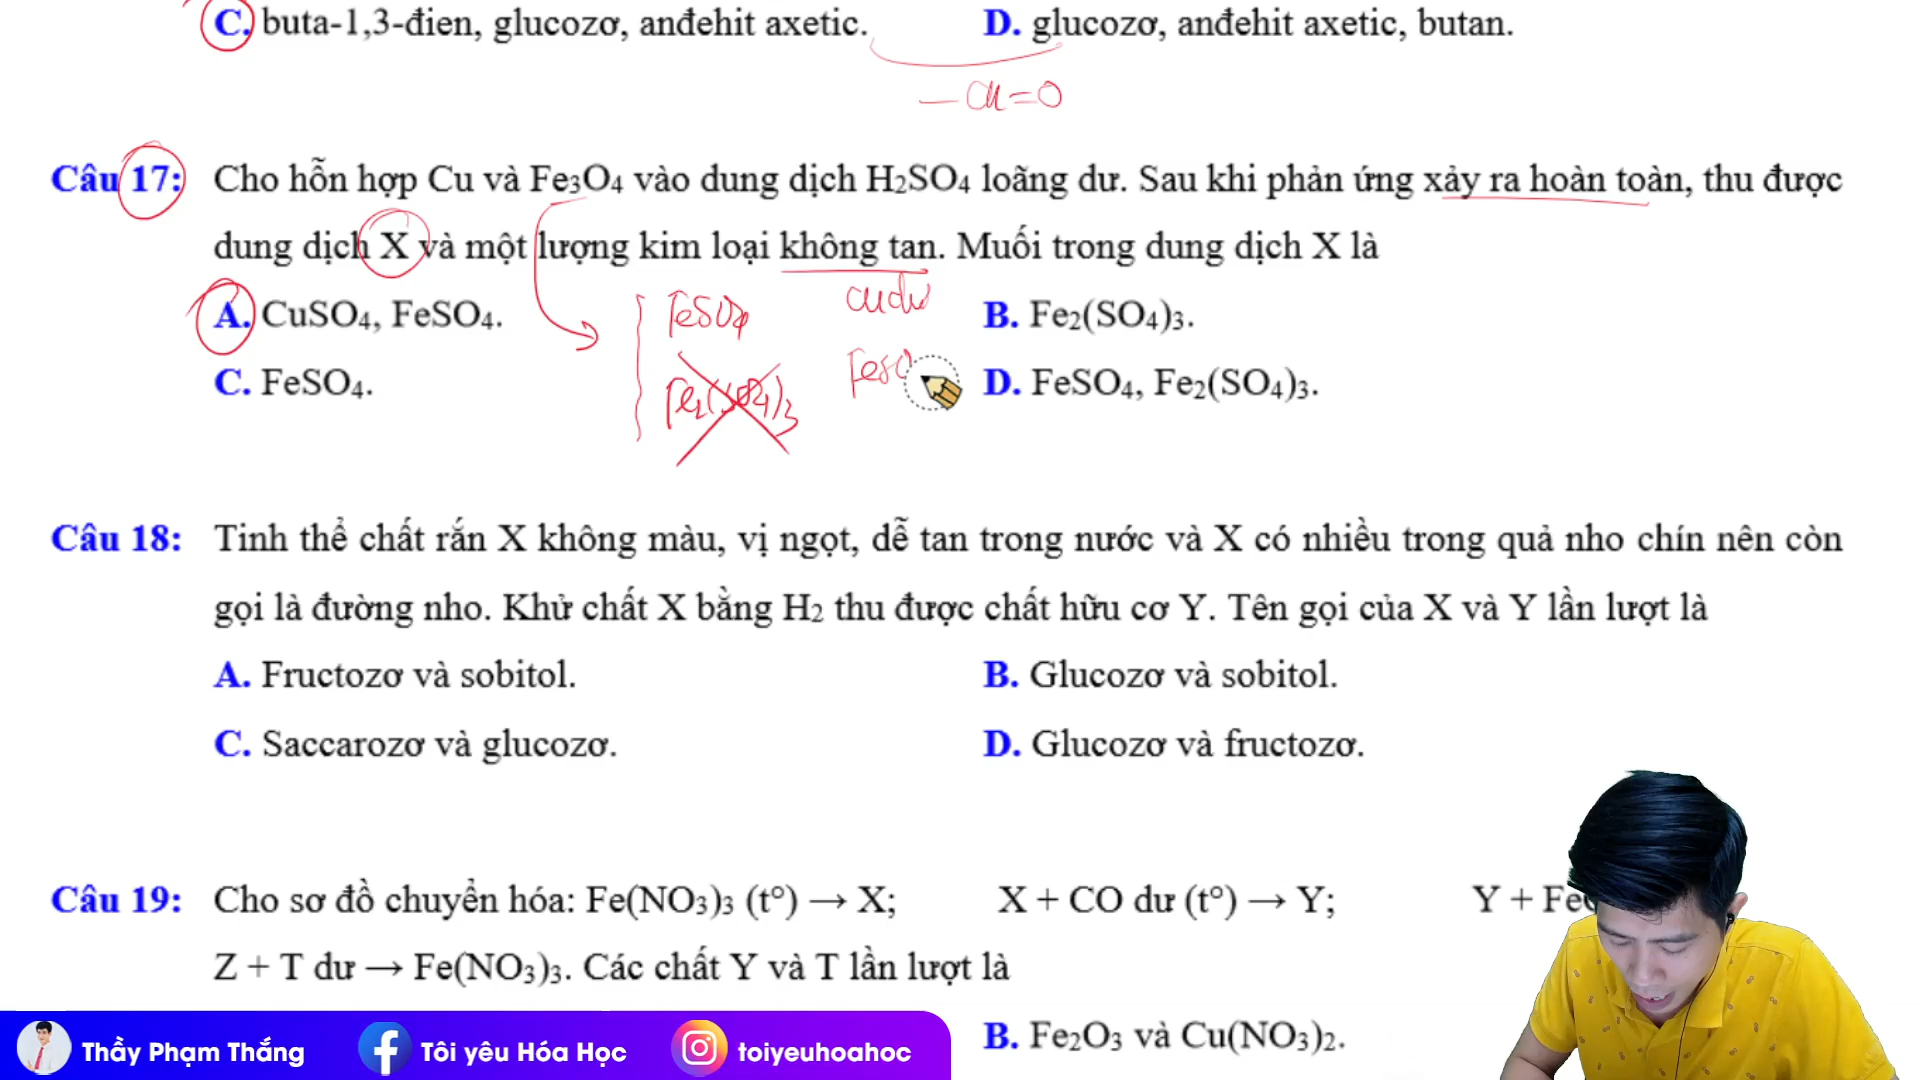 C. buta-1,3-đien, glucozơ, anđehit axetic. D. glucozơ, anđehit axetic, butan.
Câu 17: Cho hỗn hợp Cu và Fe₃O₄ vào dung dịch H₂SO₄ loãng dư. Sau khi phản ứng xảy ra hoàn toàn, thu được
dung dịch X và một lượng kim loại không tan. Muối trong dung dịch X là
A. CuSO₄, FeSO₄. FeSO₄ Cu dư B. Fe₂(SO₄)₃.
C. FeSO₄. Fe₂(SO₄)₃ D. FeSO₄, Fe₂(SO₄)₃.
Câu 18: Tinh thể chất rắn X không màu, vị ngọt, dễ tan trong nước và X có nhiều trong quả nho chín nên còn
gọi là đường nho. Khử chất X bằng H₂ thu được chất hữu cơ Y. Tên gọi của X và Y lần lượt là
A. Fructozơ và sobitol. B. Glucozơ và sobitol.
C. Saccarozơ và glucozơ. D. Glucozơ và fructozơ.
Câu 19: Cho sơ đồ chuyển hóa: Fe(NO₃)₃ (t°) → X; X + CO dư (t°) → Y; Y +
Z + T dư → Fe(NO₃)₃. Các chất Y và T lần lượt là
B. Fe₂O₃ và Cu(NO₃)₂.
Thầy Phạm Thắng Tôi yêu Hóa Học toiyeuhoahoc